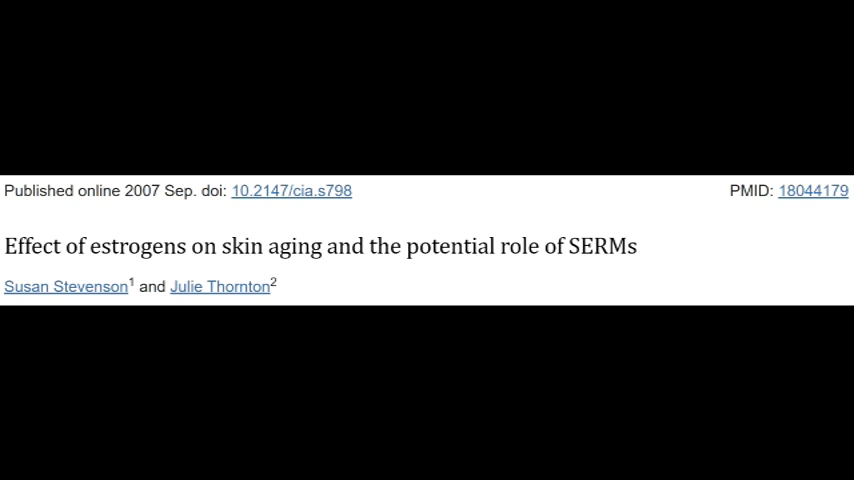 Published online 2007 Sep. doi: 10.2147/cia.s798 PMID: 18044179
Effect of estrogens on skin aging and the potential role of SERMs
Susan Stevenson1 and Julie Thornton2